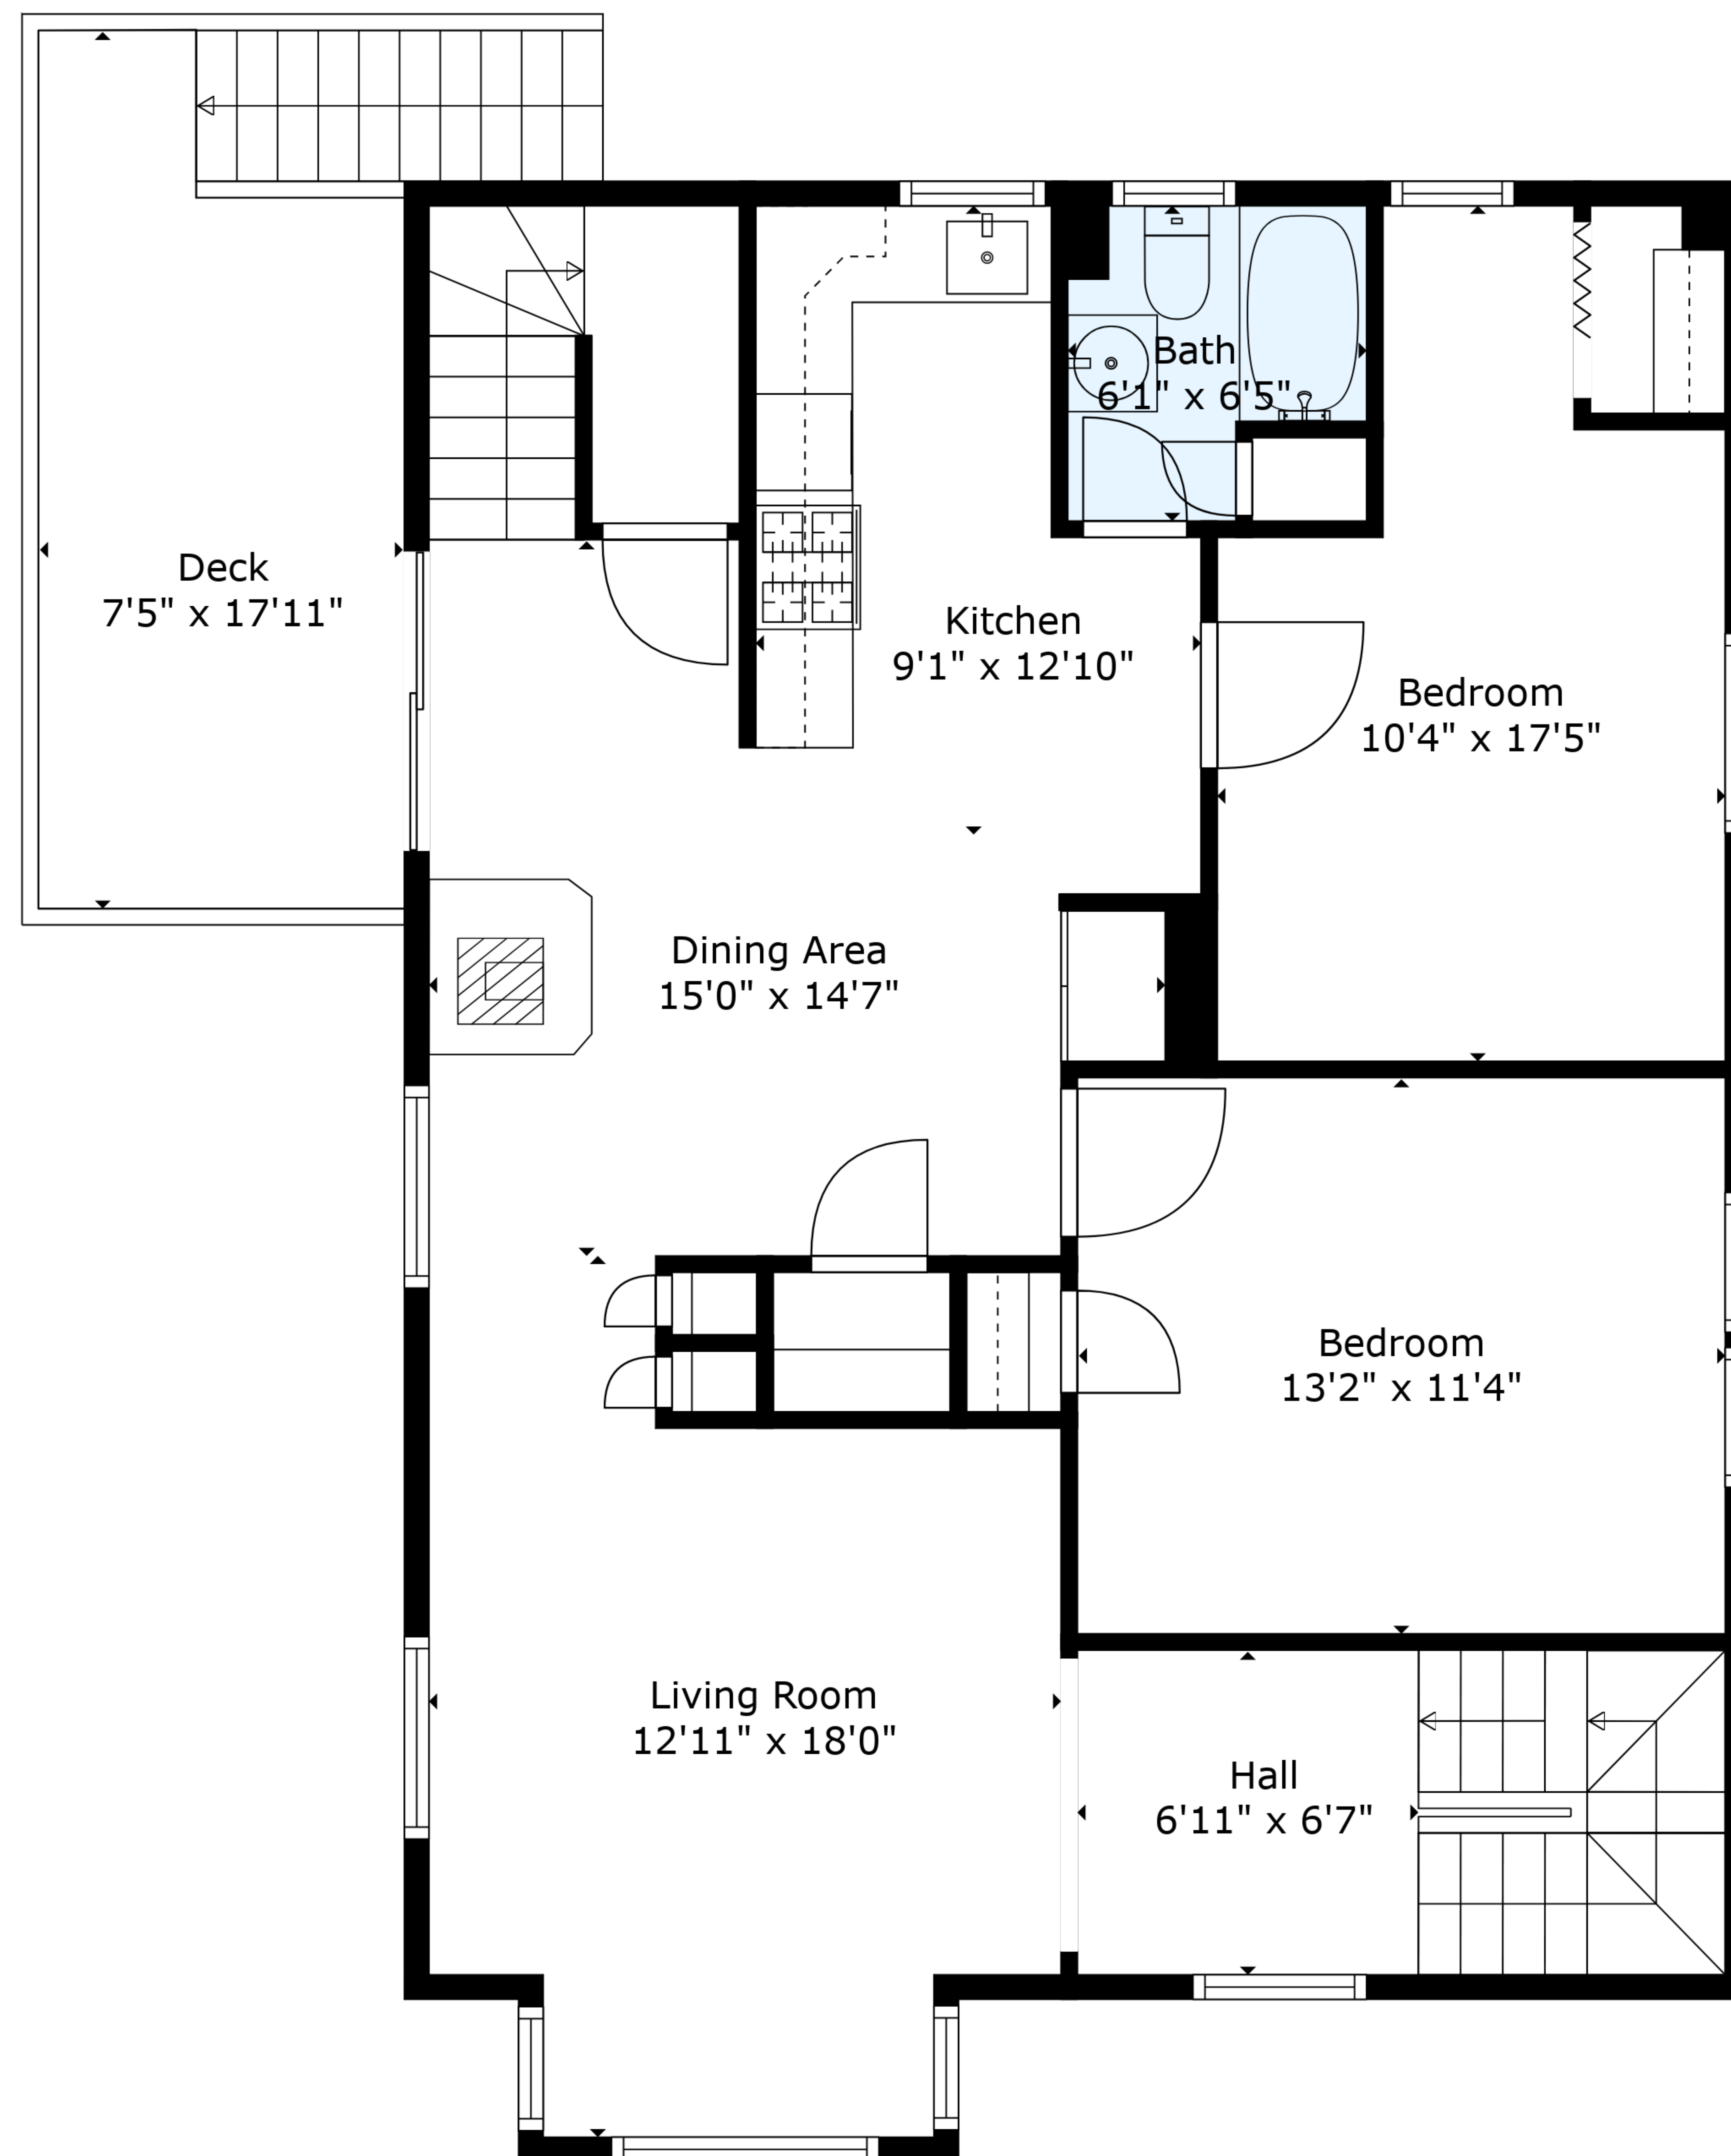 Bath
6'1" x 6'5"
Deck
7'5" x 17'11"
Kitchen
9'1" x 12'10"
Bedroom
10'4" x 17'5"
Dining Area
15'0" x 14'7"
Bedroom
13'2" x 11'4"
Living Room
12'11" x 18'0"
Hall
6'11" x 6'7"